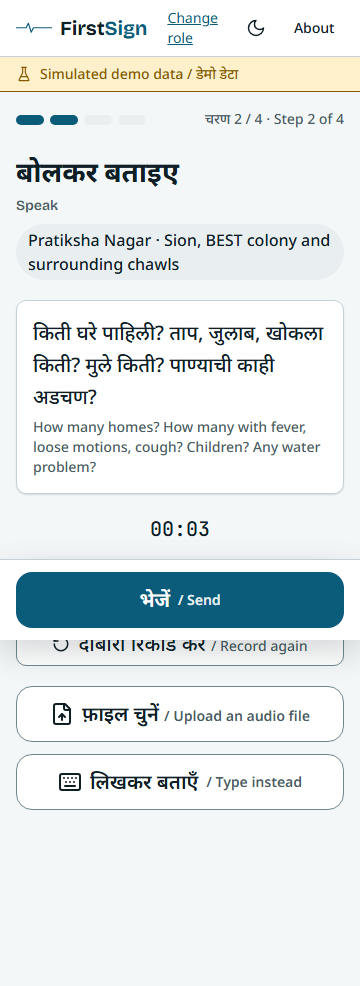 FirstSign
Change
role
About
Simulated demo data / डेमो डेटा
चरण 2 / 4 · Step 2 of 4
बोलकर बताइए
Speak
Pratiksha Nagar · Sion, BEST colony and
surrounding chawls
किती घरे पाहिली? ताप, जुलाब, खोकला
किती? मुले किती? पाण्याची काही
अडचण?
How many homes? How many with fever,
loose motions, cough? Children? Any water
problem?
00:03
भेजें / Send
दोबारा रिकॉर्ड करें / Record again
फ़ाइल चुनें / Upload an audio file
लिखकर बताएँ / Type instead